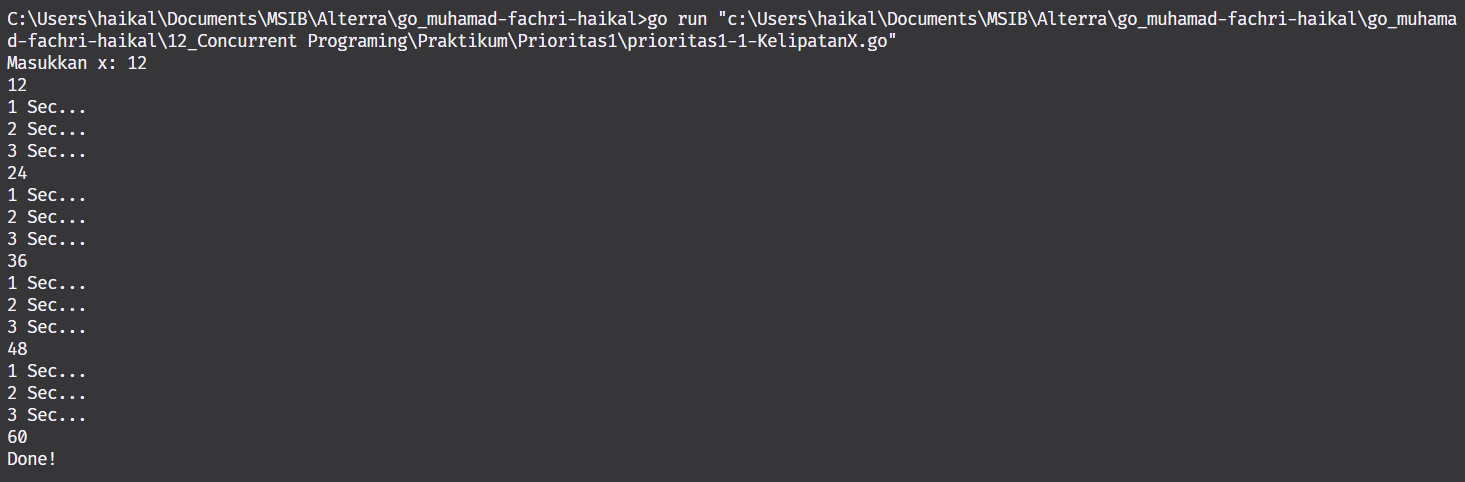 C:\Users\haikal\Documents\MSIB\Alterra\go_muhamad-fachri-haikal>go run "c:\Users\haikal\Documents\MSIB\Alterra\go_muhamad-fachri-haikal\go_muhama
d-fachri-haikal\12_Concurrent Programing\Praktikum\Prioritas1\prioritas1-1-KelipatanX.go"
Masukkan x: 12
12
1 Sec...
2 Sec...
3 Sec...
24
1 Sec...
2 Sec...
3 Sec...
36
1 Sec...
2 Sec...
3 Sec...
48
1 Sec...
2 Sec...
3 Sec...
60
Done!